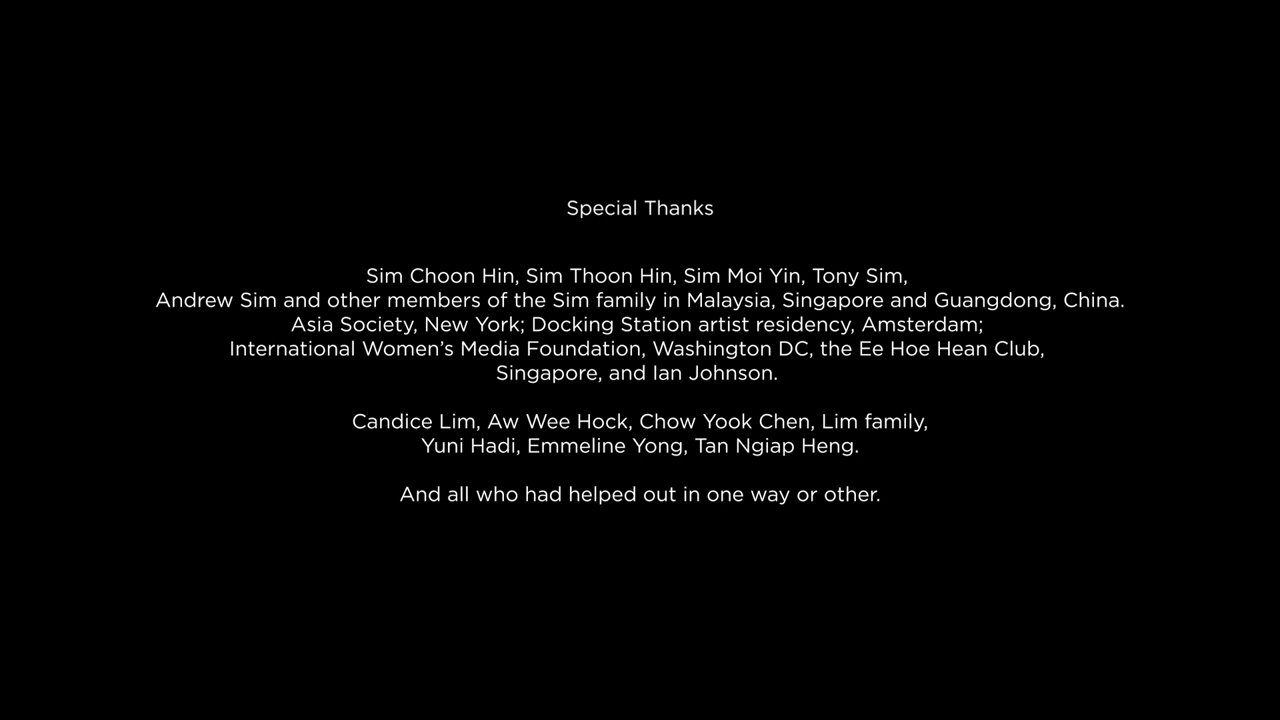 Special Thanks
Sim Choon Hin, Sim Thoon Hin, Sim Moi Yin, Tony Sim,
Andrew Sim and other members of the Sim family in Malaysia, Singapore and Guangdong, China.
Asia Society, New York; Docking Station artist residency, Amsterdam;
International Women’s Media Foundation, Washington DC, the Ee Hoe Hean Club,
Singapore, and Ian Johnson.
Candice Lim, Aw Wee Hock, Chow Yook Chen, Lim family,
Yuni Hadi, Emmeline Yong, Tan Ngiap Heng.
And all who had helped out in one way or other.